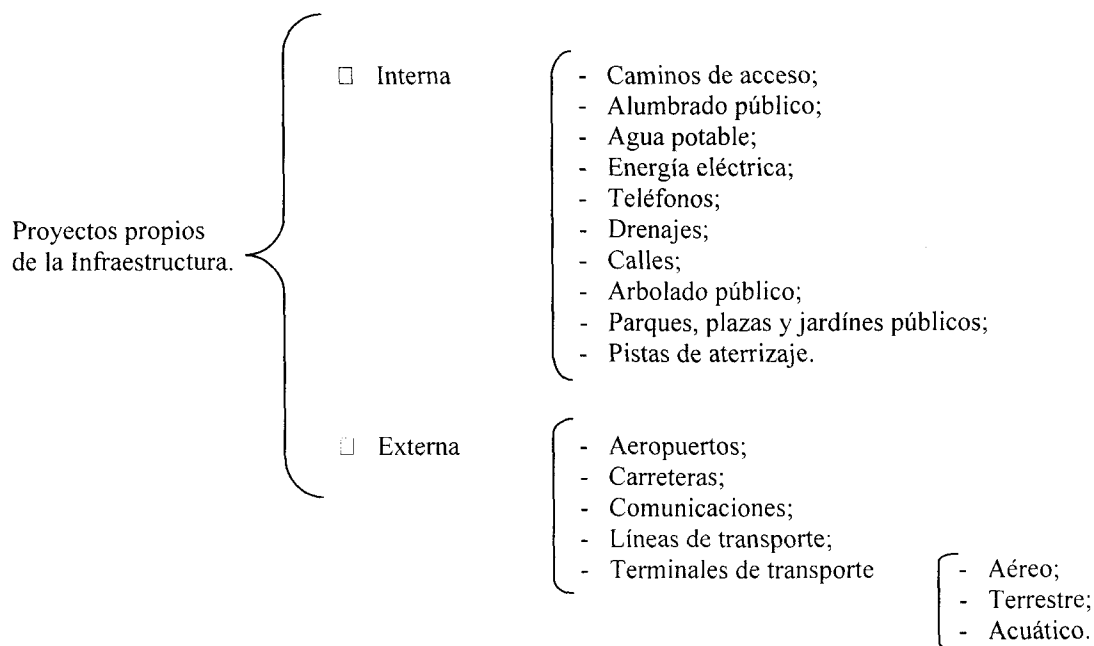 Proyectos propios
de la Infraestructura.
Interna
- Caminos de acceso;
- Alumbrado público;
- Agua potable;
- Energía eléctrica;
- Teléfonos;
- Drenajes;
- Calles;
- Arbolado público;
- Parques, plazas y jardínes públicos;
- Pistas de aterrizaje.
Externa
- Aeropuertos;
- Carreteras;
- Comunicaciones;
- Líneas de transporte;
- Terminales de transporte
- Aéreo;
- Terrestre;
- Acuático.